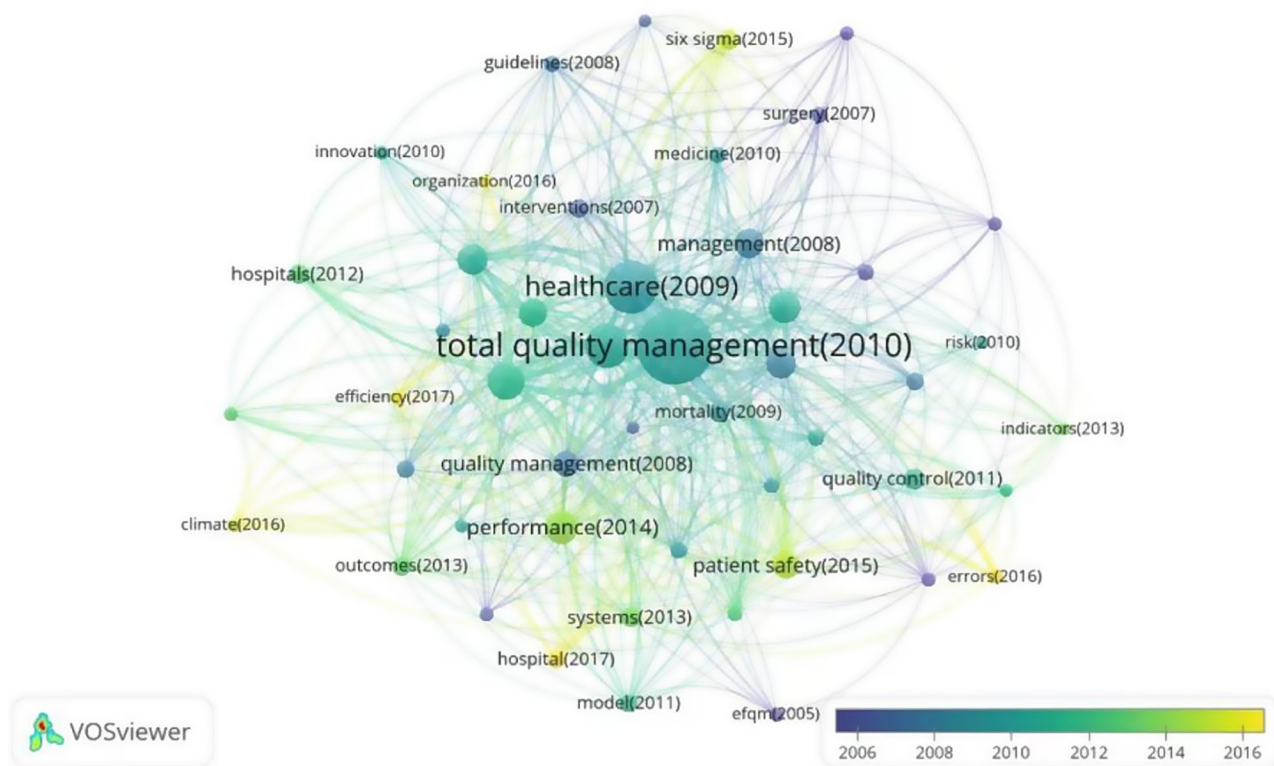 six sigma(2015)
guidelines(2008)
surgery(2007)
innovation(2010)
medicine(2010)
organization(2016)
interventions(2007)
management(2008)
hospitals(2012)
healthcare(2009)
total quality management(2010)
risk(2010)
efficiency(2017)
mortality(2009)
indicators(2013)
quality management(2008)
quality control(2011)
climate(2016)
performance(2014)
outcomes(2013)
patient safety(2015)
errors(2016)
systems(2013)
hospital(2017)
model(2011)
efqm(2005)
VOSviewer
2006 2008 2010 2012 2014 2016